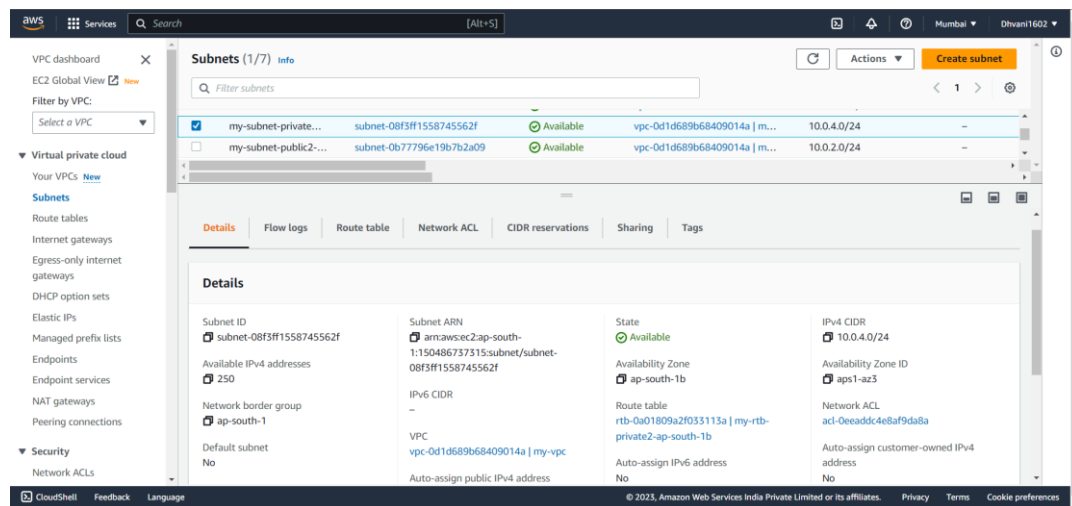 aws
Services
Search
[Alt+S]
Mumbai ▼
Dhvani1602 ▼
VPC dashboard
EC2 Global View New
Filter by VPC:
Select a VPC
Virtual private cloud
Your VPCs New
Subnets
Route tables
Internet gateways
Egress-only internet
gateways
DHCP option sets
Elastic IPs
Managed prefix lists
Endpoints
Endpoint services
NAT gateways
Peering connections
Security
Network ACLs
Subnets (1/7) Info
Actions ▼
Create subnet
Filter subnets
1
my-subnet-private... subnet-08f3ff1558745562f Available vpc-0d1d689b68409014a | m... 10.0.4.0/24 –
my-subnet-public2-... subnet-0b77796e19b7b2a09 Available vpc-0d1d689b68409014a | m... 10.0.2.0/24 –
Details Flow logs Route table Network ACL CIDR reservations Sharing Tags
Details
Subnet ID
subnet-08f3ff1558745562f
Available IPv4 addresses
250
Network border group
ap-south-1
Default subnet
No
Subnet ARN
arn:aws:ec2:ap-south-
1:150486737315:subnet/subnet-
08f3ff1558745562f
IPv6 CIDR
–
VPC
vpc-0d1d689b68409014a | my-vpc
Auto-assign public IPv4 address
State
Available
Availability Zone
ap-south-1b
Route table
rtb-0a01809a2f033113a | my-rtb-
private2-ap-south-1b
Auto-assign IPv6 address
No
IPv4 CIDR
10.0.4.0/24
Availability Zone ID
aps1-az3
Network ACL
acl-0eeaddc4e8af9da8a
Auto-assign customer-owned IPv4
address
No
CloudShell Feedback Language
© 2023, Amazon Web Services India Private Limited or its affiliates. Privacy Terms Cookie preferences